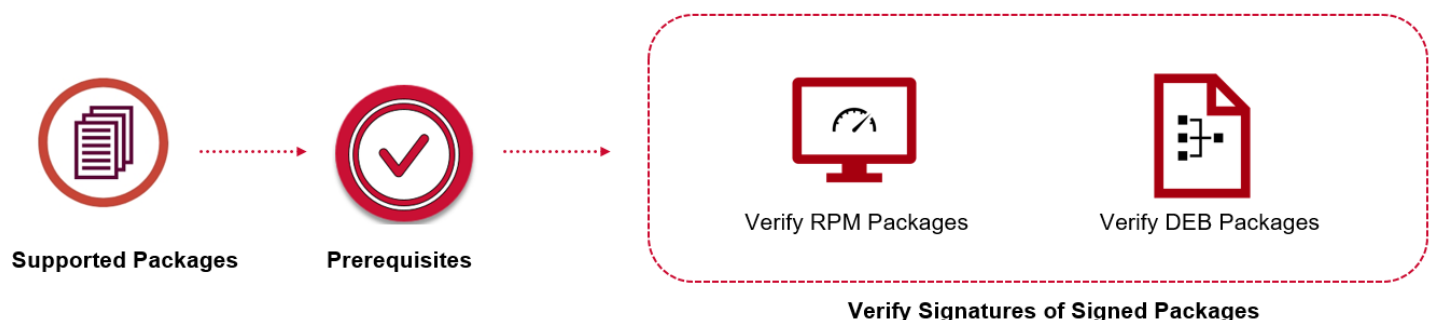 Verify RPM Packages
Verify DEB Packages
Supported Packages
Prerequisites
Verify Signatures of Signed Packages